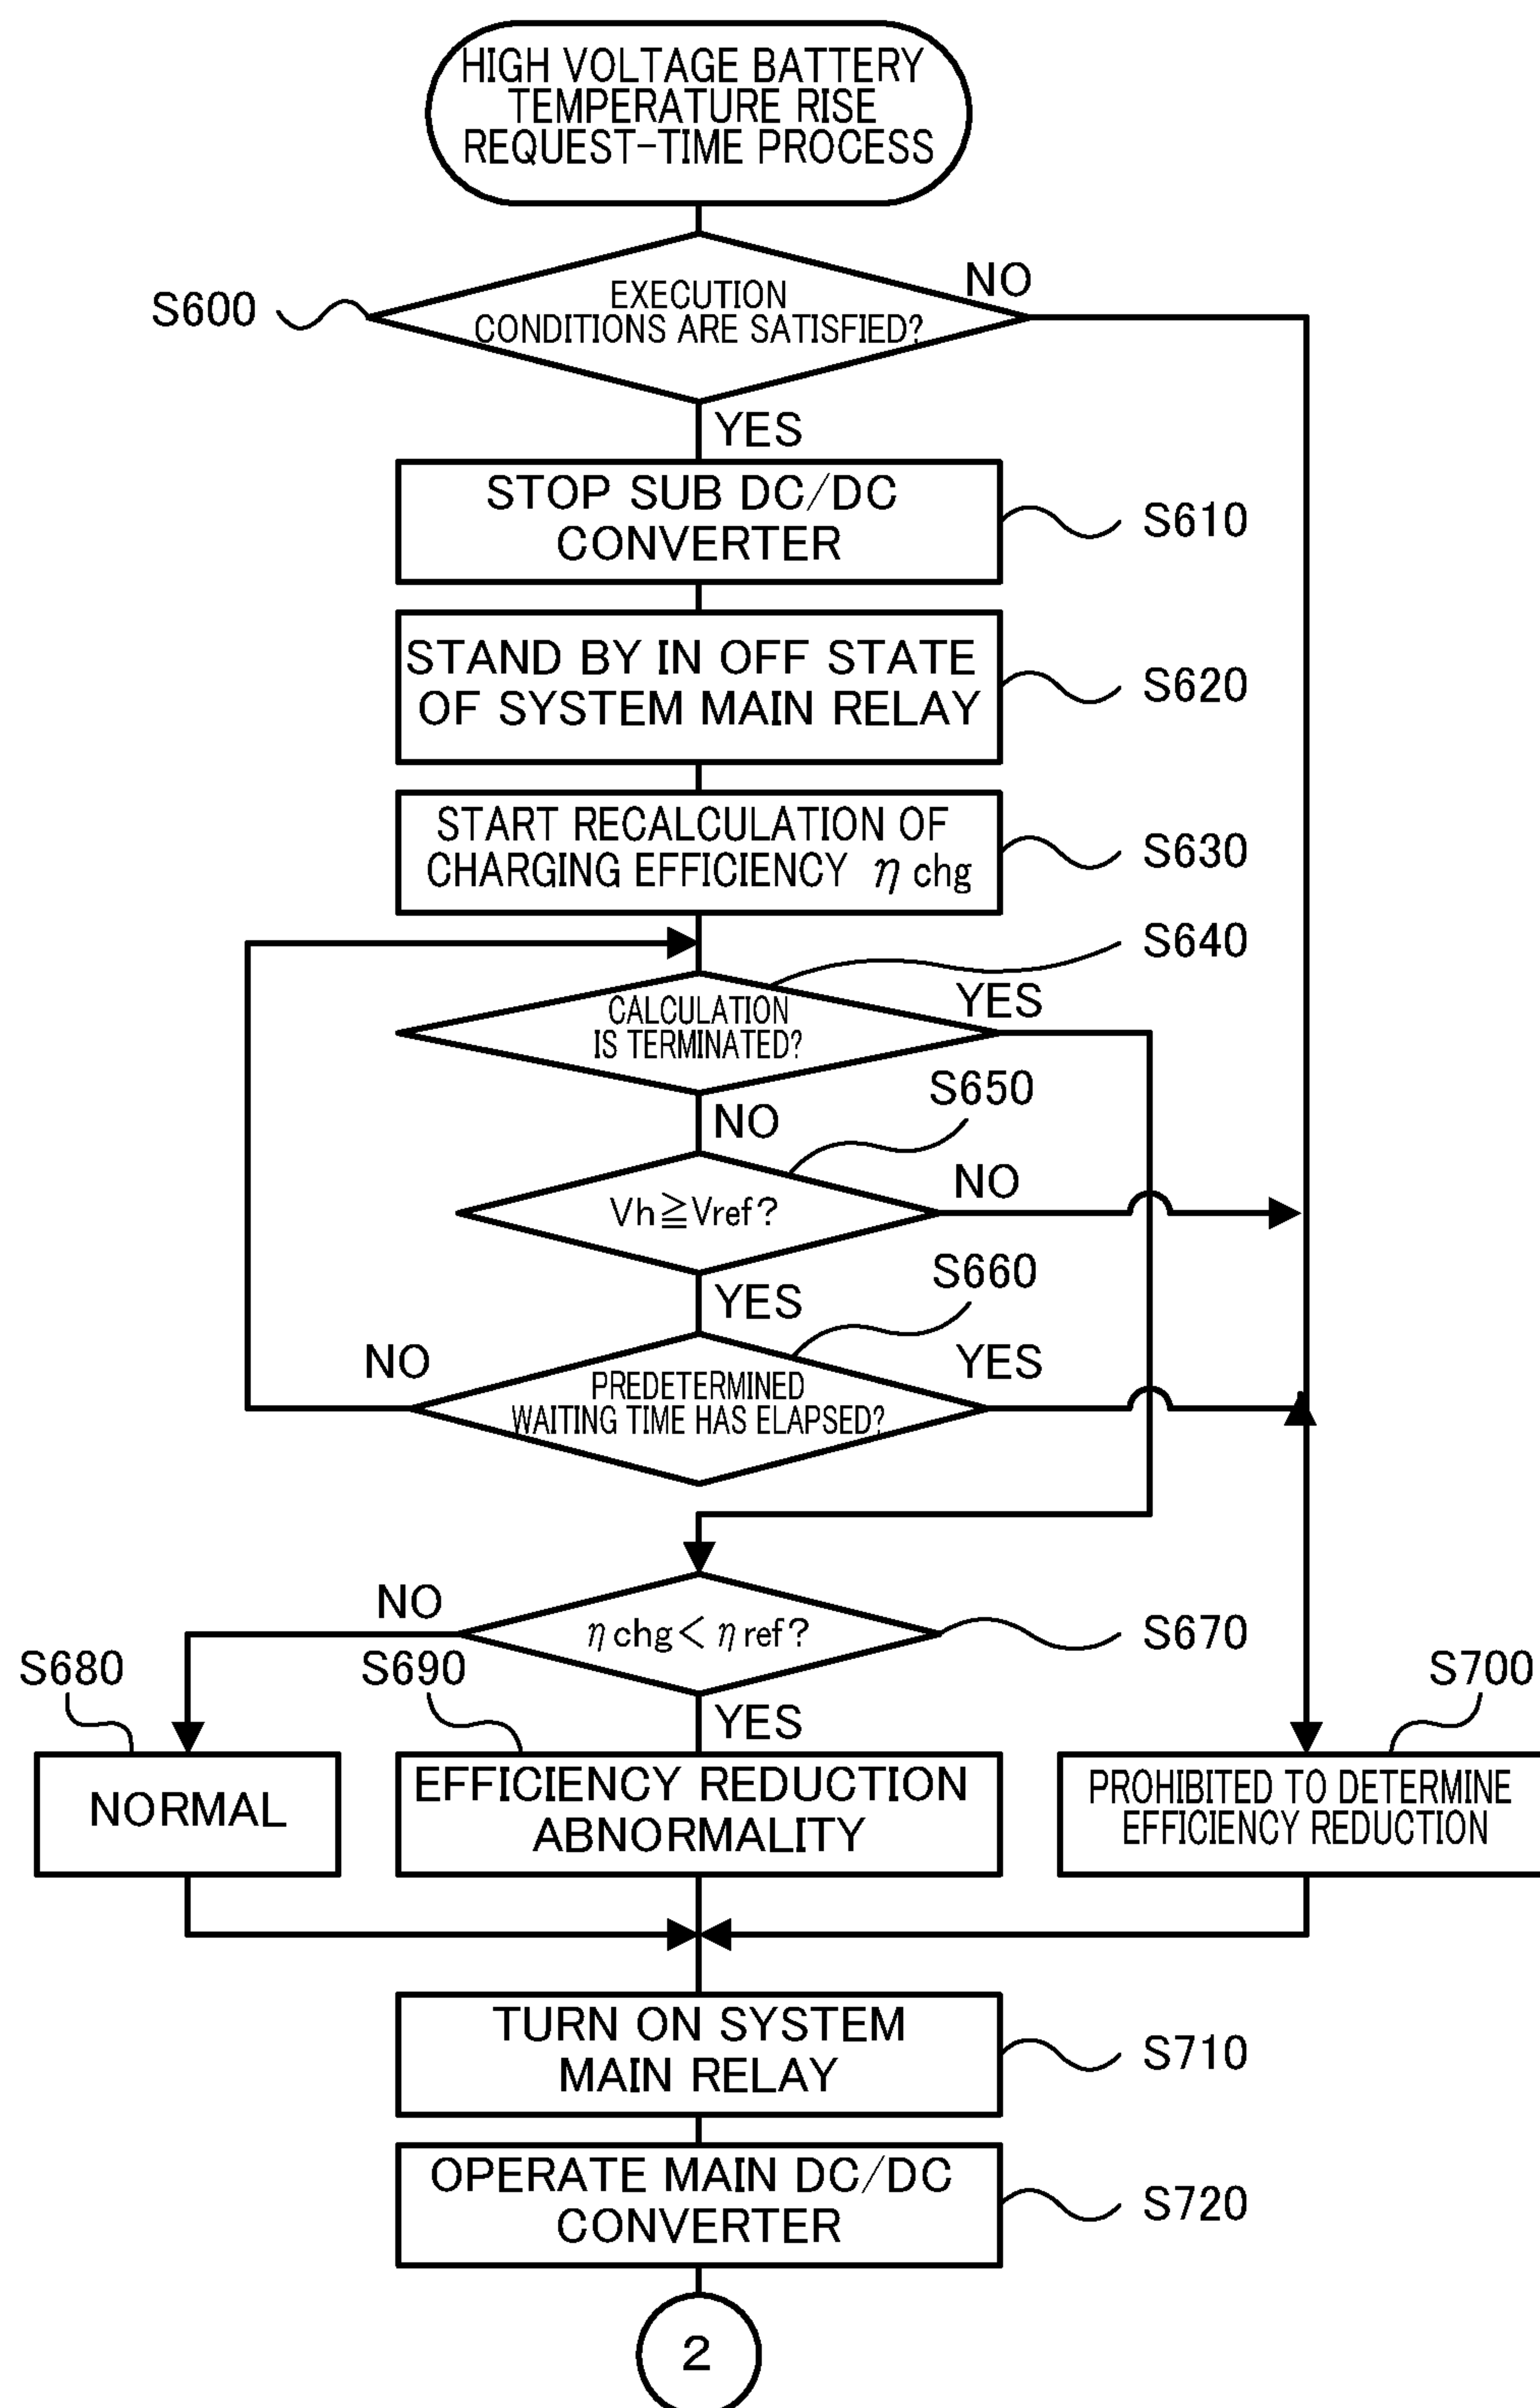 HIGH VOLTAGE BATTERY
TEMPERATURE RISE
REQUEST-TIME PROCESS
NO
S600
EXECUTION
CONDITIONS ARE SATISFIED?
YES
STOP SUB DC/DC
CONVERTER
S610
STAND BY IN OFF STATE
OF SYSTEM MAIN RELAY
S620
START RECALCULATION OF
CHARGING EFFICIENCY η chg
S630
S640
CALCULATION
IS TERMINATED?
YES
S650
NO
Vh≧Vref?
NO
S660
YES
NO
PREDETERMINED
WAITING TIME HAS ELAPSED?
YES
NO
η chg< η ref?
S670
S680
S690
S700
YES
NORMAL
EFFICIENCY REDUCTION
ABNORMALITY
PROHIBITED TO DETERMINE
EFFICIENCY REDUCTION
TURN ON SYSTEM
MAIN RELAY
S710
OPERATE MAIN DC/DC
CONVERTER
S720
2